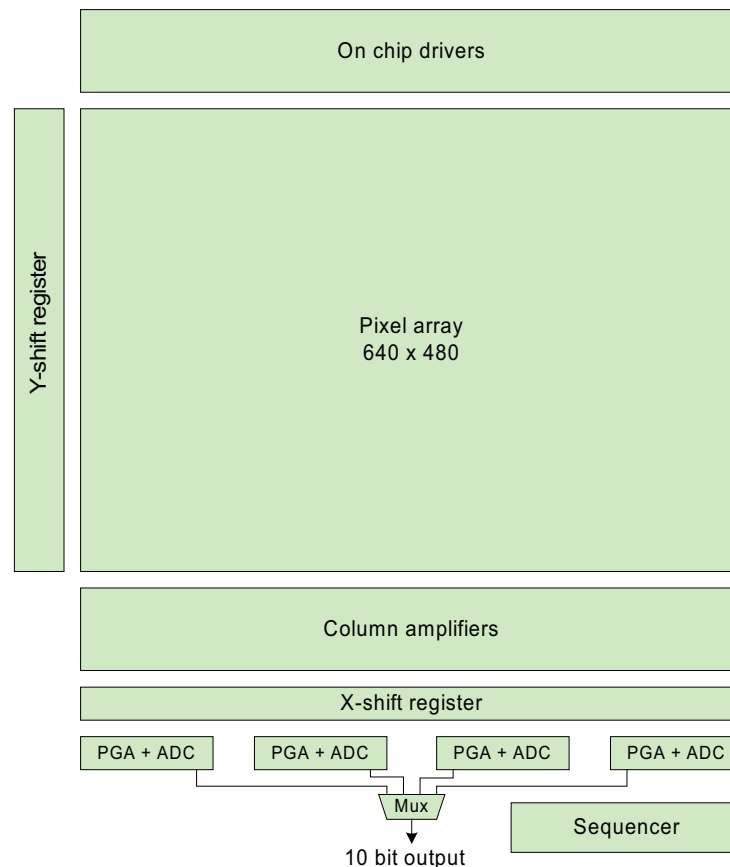 On chip drivers
Y-shift register
Pixel array
640 x 480
Column amplifiers
X-shift register
PGA + ADC
PGA + ADC
PGA + ADC
PGA + ADC
Mux
Sequencer
10 bit output